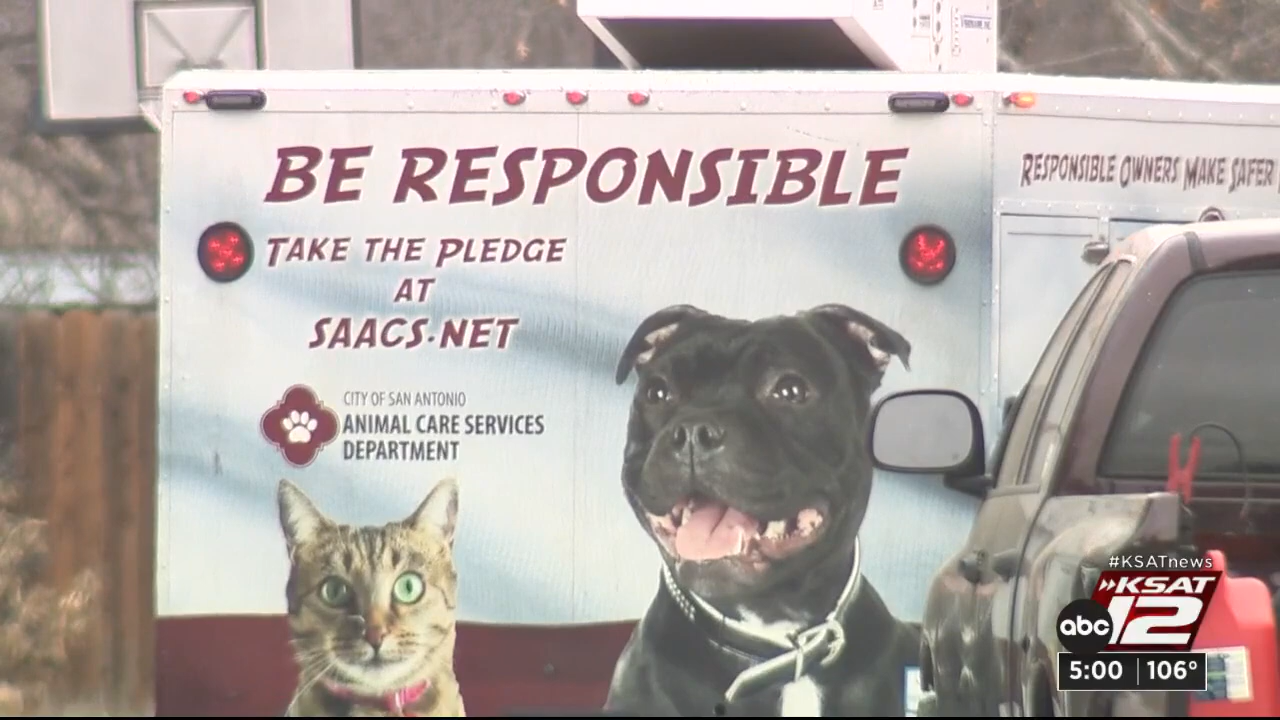 BE RESPONSIBLE
TAKE THE PLEDGE
AT
SAACS.NET
RESPONSIBLE OWNERS MAKE SAFER
CITY OF SAN ANTONIO
ANIMAL CARE SERVICES
DEPARTMENT
#KSATnews
KSAT
abc 12
5:00 106°